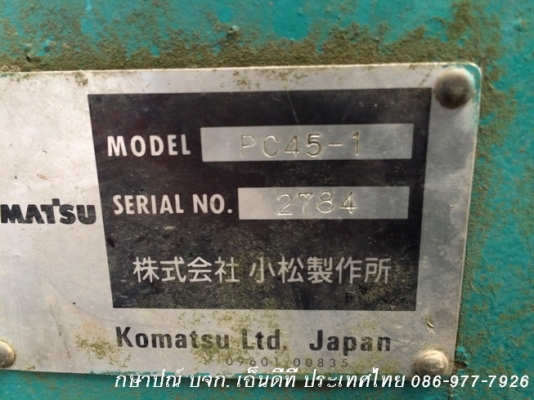 MODEL PC45-1
MATSU
SERIAL NO. 2784
株式会社 小松製作所
Komatsu Ltd. Japan
09601 00835
กษาปณ์ บจก. เอ็นดีที ประเทศไทย 086-977-7926